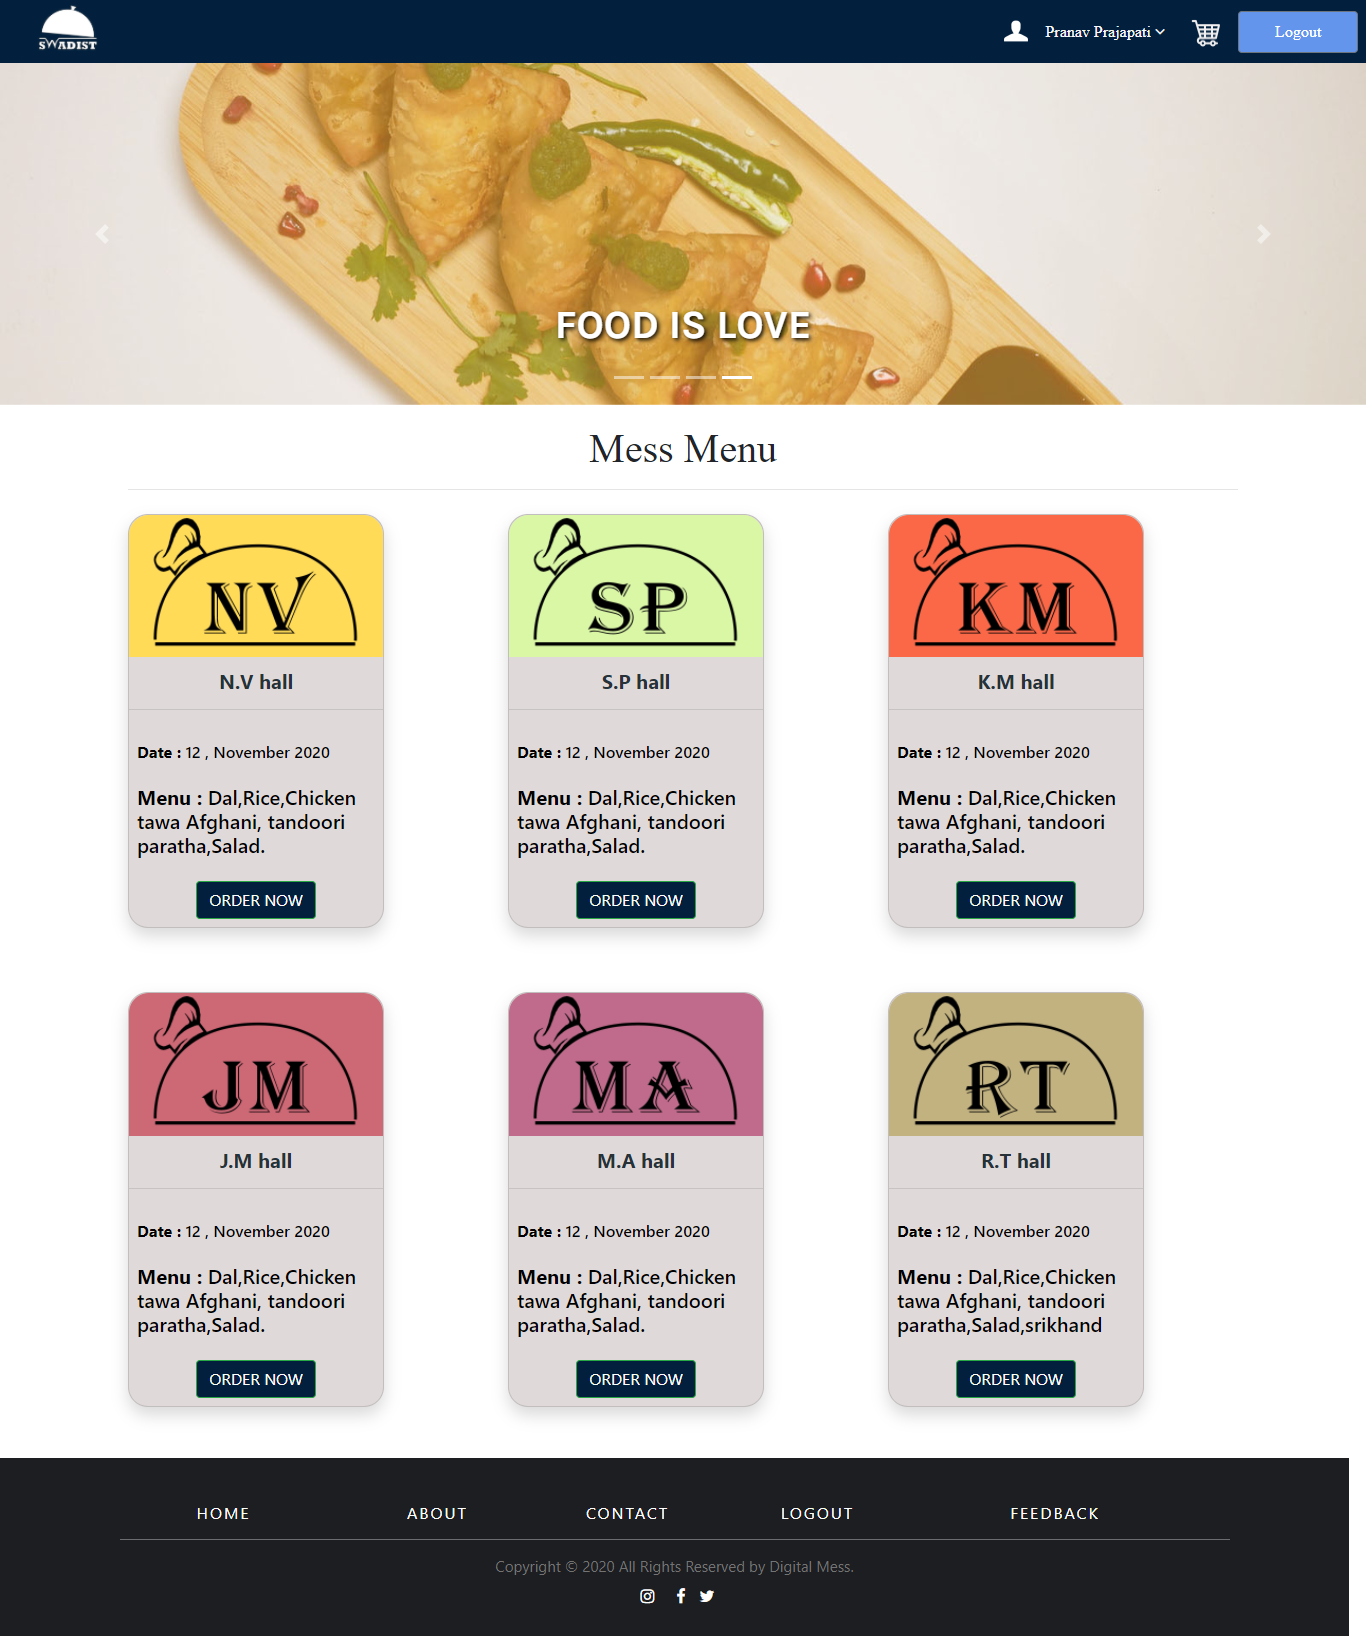 SWADIST
Pranav Prajapati
Logout
FOOD IS LOVE
Mess Menu
NV
SP
KM
N.V hall
S.P hall
K.M hall
Date : 12 , November 2020
Menu : Dal,Rice,Chicken
tawa Afghani, tandoori
paratha,Salad.
ORDER NOW
Date : 12 , November 2020
Menu : Dal,Rice,Chicken
tawa Afghani, tandoori
paratha,Salad.
ORDER NOW
Date : 12 , November 2020
Menu : Dal,Rice,Chicken
tawa Afghani, tandoori
paratha,Salad.
ORDER NOW
JM
MA
RT
J.M hall
M.A hall
R.T hall
Date : 12 , November 2020
Menu : Dal,Rice,Chicken
tawa Afghani, tandoori
paratha,Salad.
ORDER NOW
Date : 12 , November 2020
Menu : Dal,Rice,Chicken
tawa Afghani, tandoori
paratha,Salad.
ORDER NOW
Date : 12 , November 2020
Menu : Dal,Rice,Chicken
tawa Afghani, tandoori
paratha,Salad,srikhand
ORDER NOW
HOME
ABOUT
CONTACT
LOGOUT
FEEDBACK
Copyright © 2020 All Rights Reserved by Digital Mess.